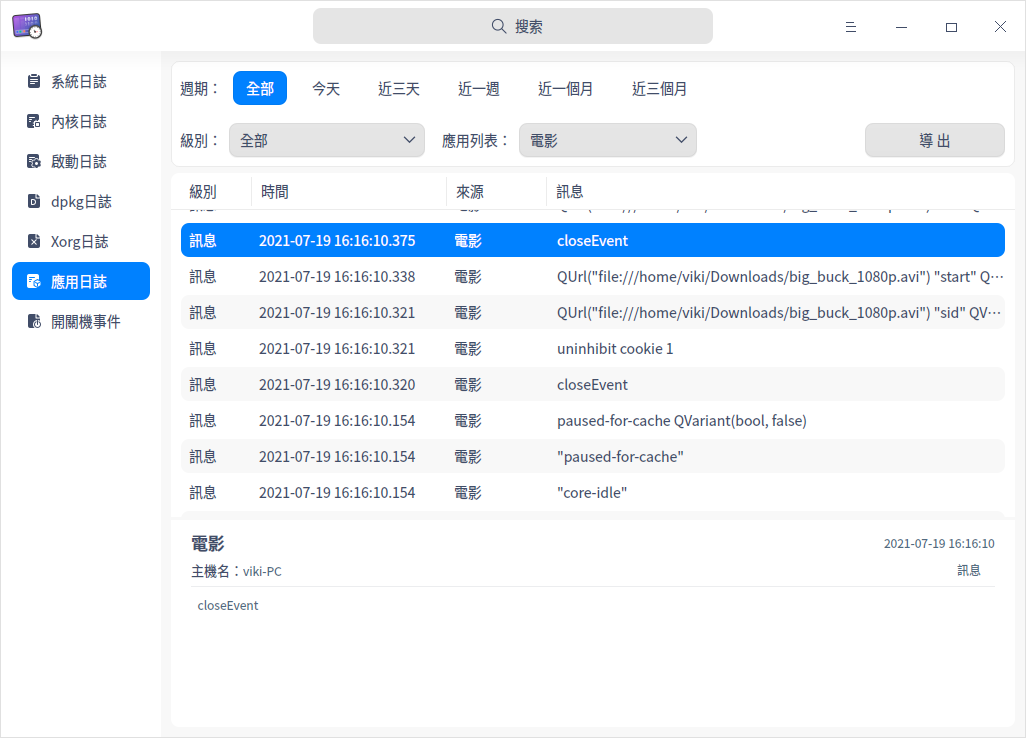 搜索
系統日誌
內核日誌
啟動日誌
dpkg日誌
Xorg日誌
應用日誌
開關機事件
週期： 全部 今天 近三天 近一週 近一個月 近三個月
級別： 全部 應用列表： 電影 導出
級別 時間 來源 訊息
訊息 2021-07-19 16:16:10.375 電影 closeEvent
訊息 2021-07-19 16:16:10.338 電影 QUrl("file:///home/viki/Downloads/big_buck_1080p.avi") "start" Q···
訊息 2021-07-19 16:16:10.321 電影 QUrl("file:///home/viki/Downloads/big_buck_1080p.avi") "sid" QV···
訊息 2021-07-19 16:16:10.321 電影 uninhibit cookie 1
訊息 2021-07-19 16:16:10.320 電影 closeEvent
訊息 2021-07-19 16:16:10.154 電影 paused-for-cache QVariant(bool, false)
訊息 2021-07-19 16:16:10.154 電影 "paused-for-cache"
訊息 2021-07-19 16:16:10.154 電影 "core-idle"
電影 2021-07-19 16:16:10
主機名：viki-PC 訊息
closeEvent